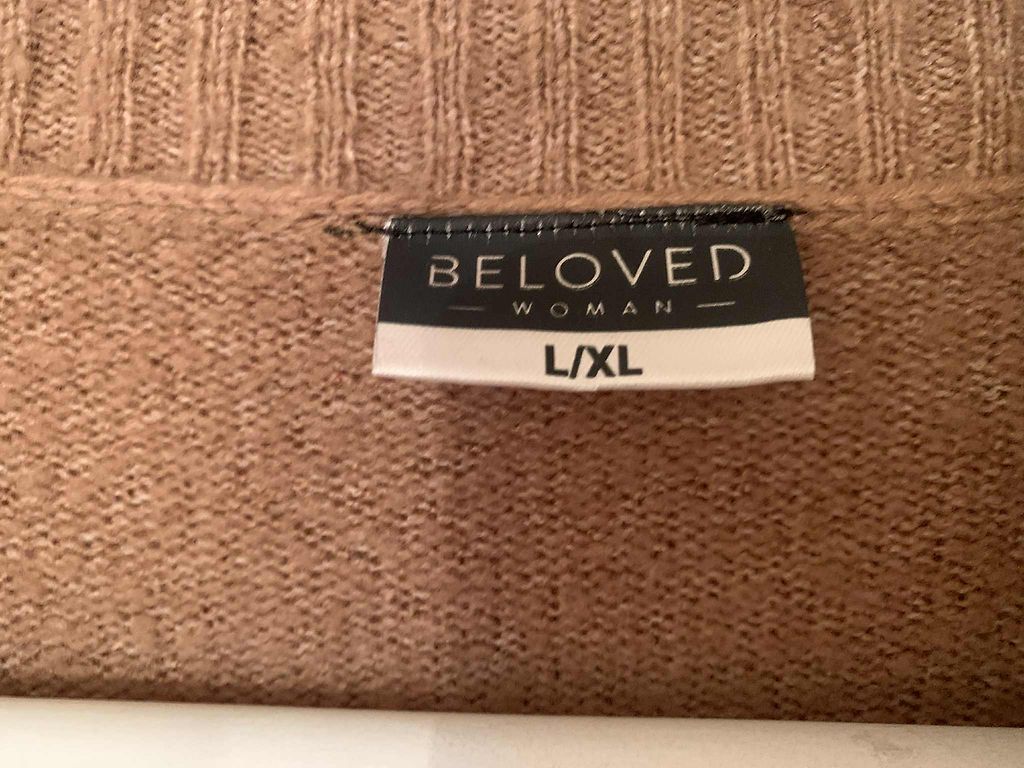 BELOVED
— WOMAN —
L/XL